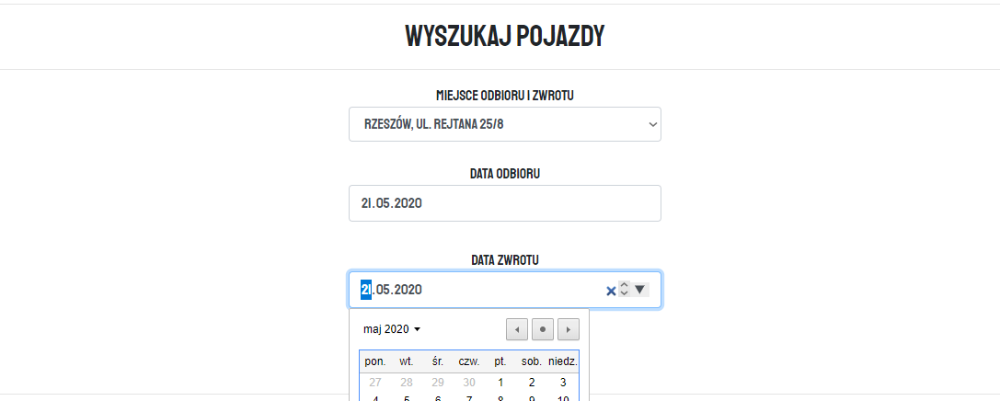 WYSZUKAJ POJAZDY
MIEJSCE ODBIORU I ZWROTU
RZESZÓW, UL. REJTANA 25/8
DATA ODBIORU
21.05.2020
DATA ZWROTU
21.05.2020
maj 2020
pon. wt. śr. czw. pt. sob. niedz.
27 28 29 30 1 2 3
4 5 6 7 8 9 10